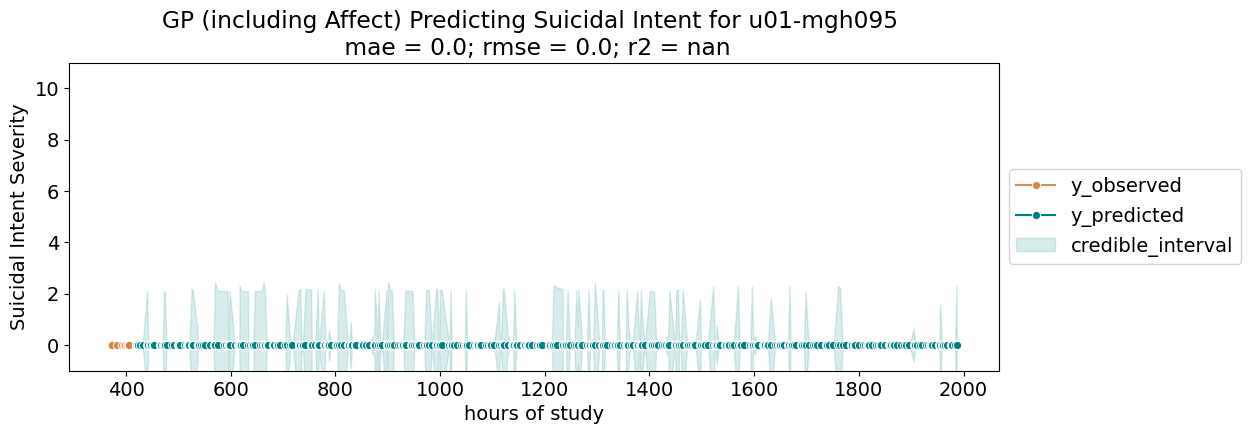 GP (including Affect) Predicting Suicidal Intent for u01-mgh095
mae = 0.0; rmse = 0.0; r2 = nan
Suicidal Intent Severity
10
8
6
4
2
0
400 600 800 1000 1200 1400 1600 1800 2000
hours of study
y_observed
y_predicted
credible_interval